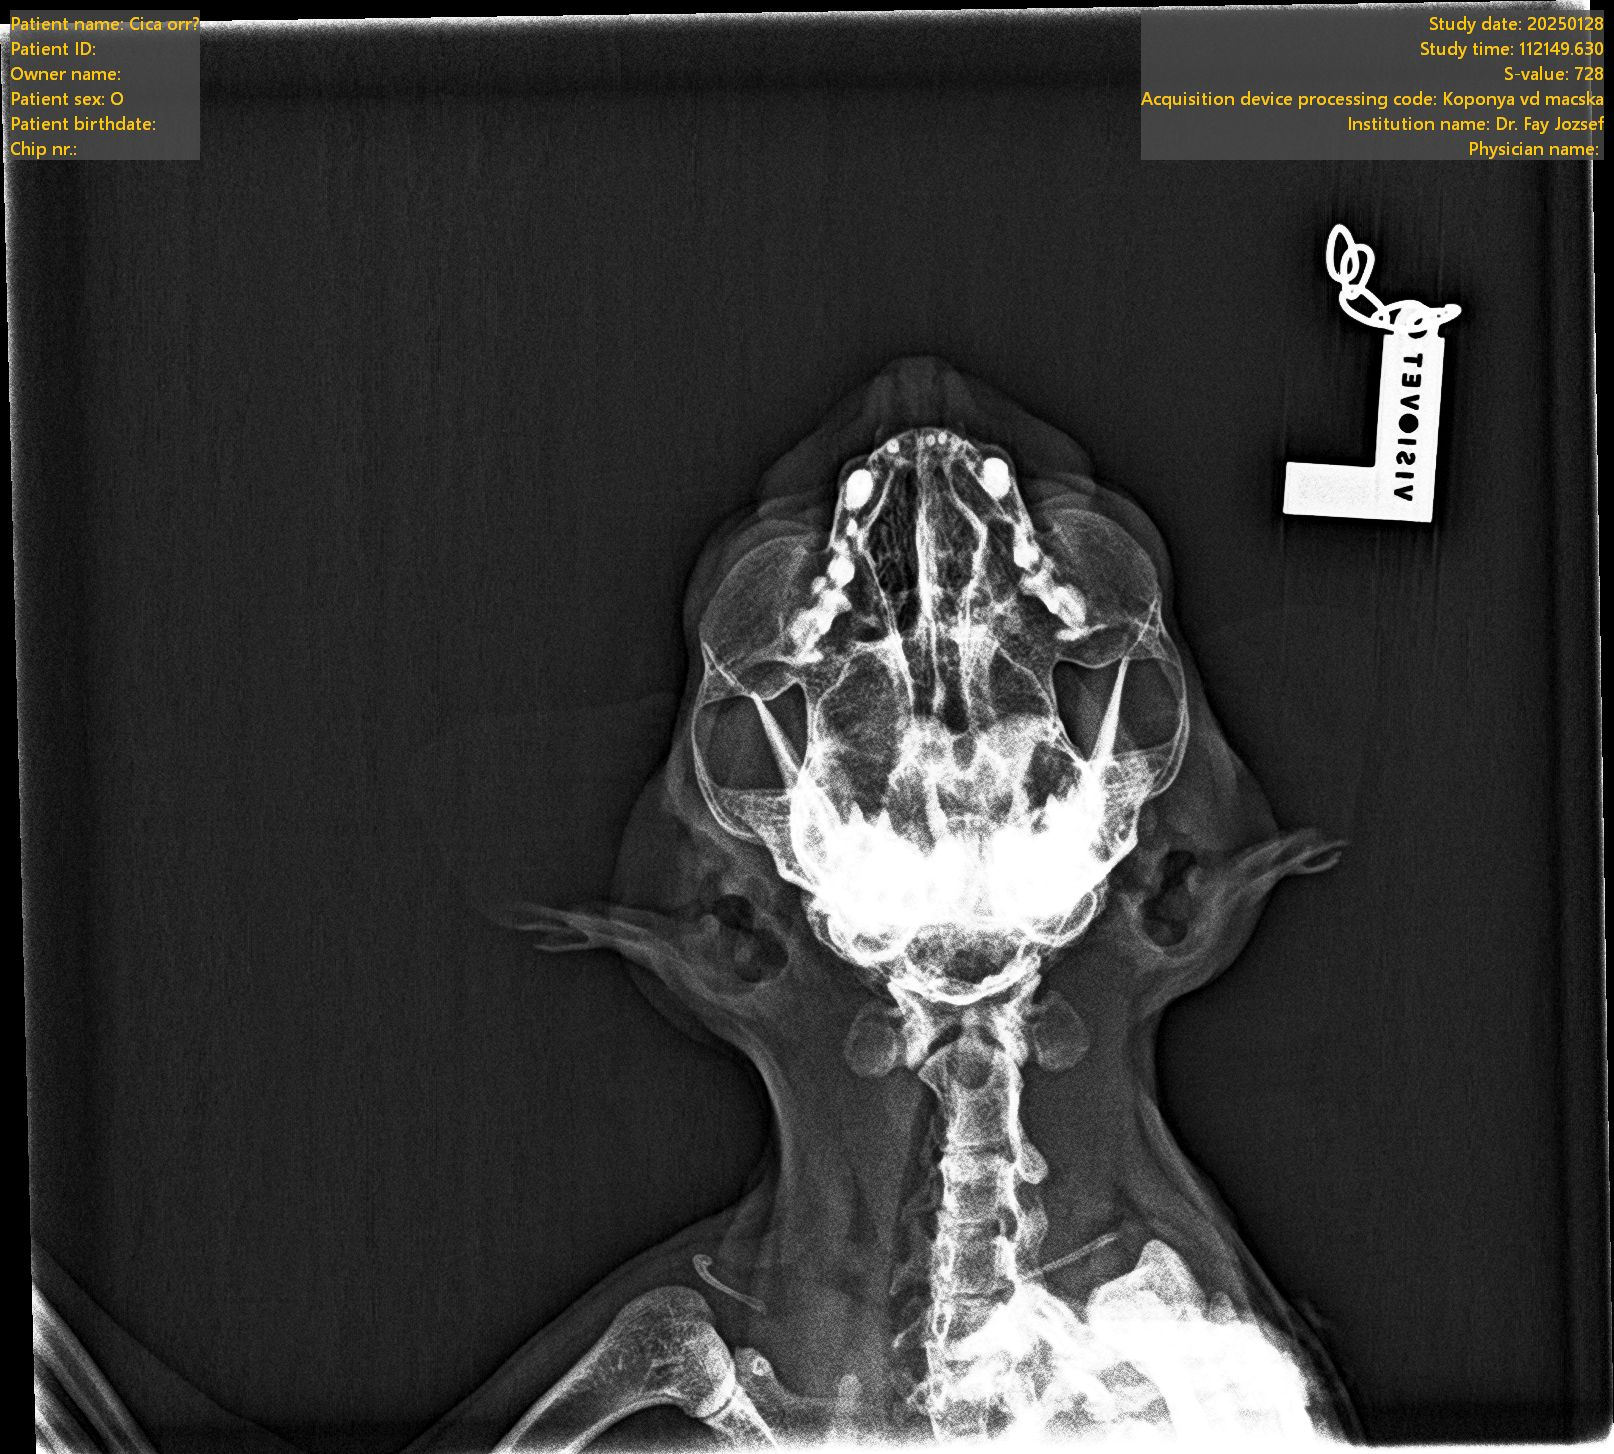 Patient name: Cica orr?
Patient ID:
Owner name:
Patient sex: O
Patient birthdate:
Chip nr.:
Study date: 20250128
Study time: 112149.630
S-value: 728
Acquisition device processing code: Koponya vd macska
Institution name: Dr. Fay Jozsef
Physician name:
L
VISIOVET